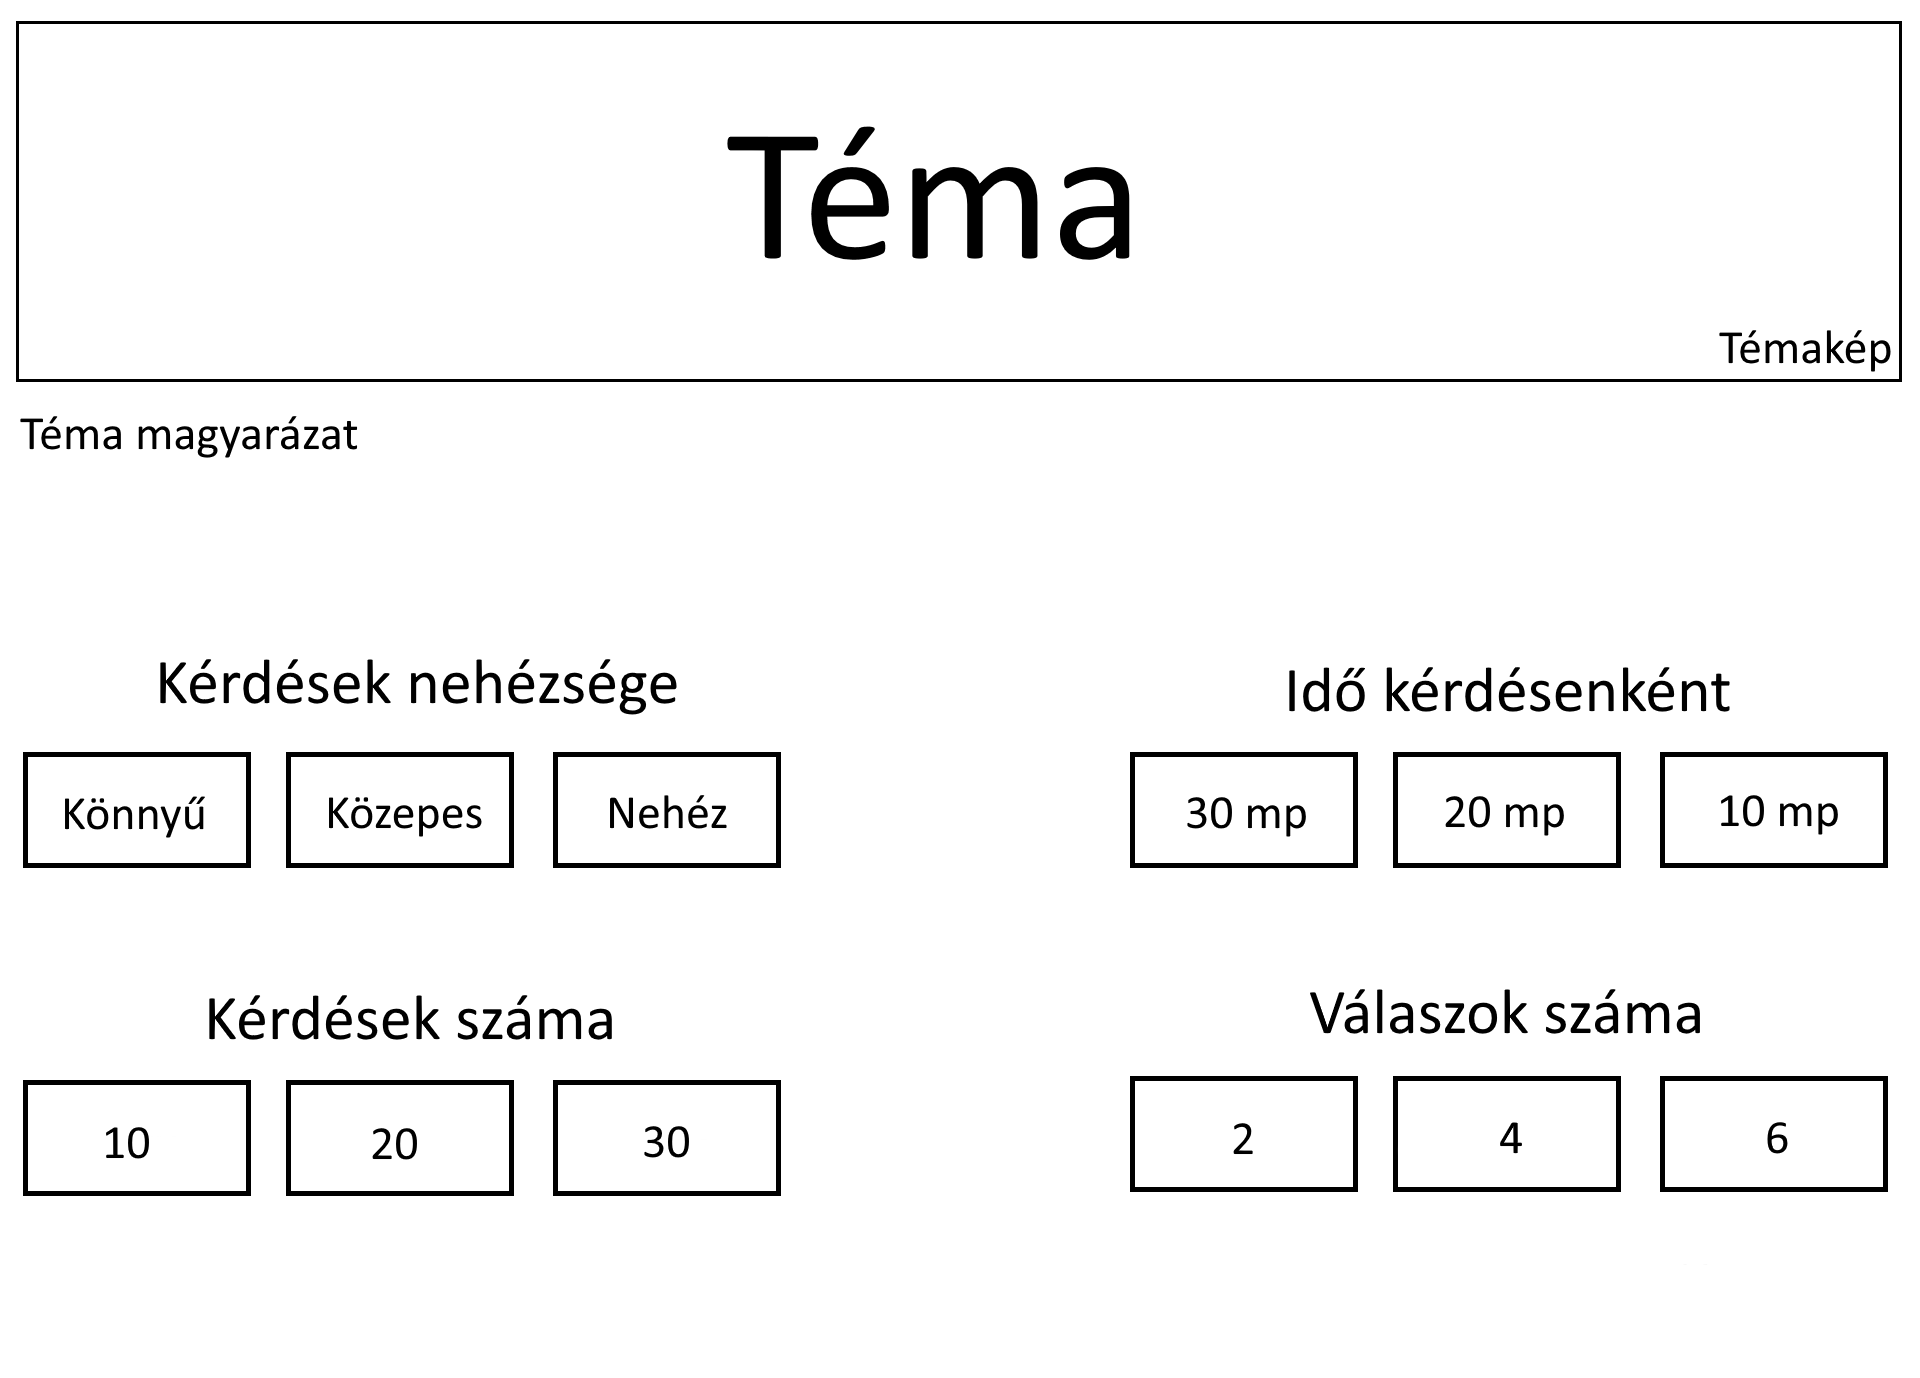 Téma
Témakép
Téma magyarázat
Kérdések nehézsége
Könnyű Közepes Nehéz
Idő kérdésenként
30 mp 20 mp 10 mp
Kérdések száma
10 20 30
Válaszok száma
2 4 6